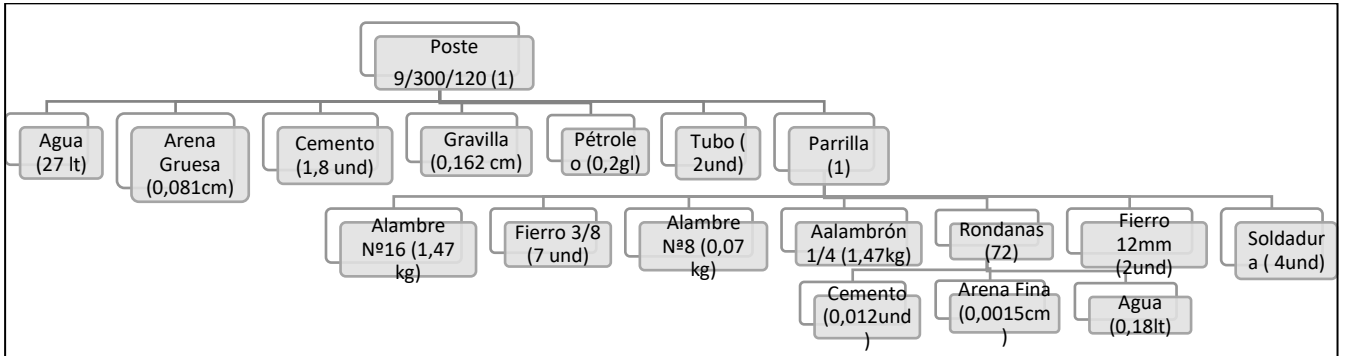 Poste
9/300/120 (1)
Agua
(27 lt)
Arena
Gruesa
(0,081cm)
Cemento
(1,8 und)
Gravilla
(0,162 cm)
Pétrole
o (0,2gl)
Tubo (
2und)
Parrilla
(1)
Alambre
Nº16 (1,47
kg)
Fierro 3/8
(7 und)
Alambre
Nª8 (0,07
kg)
Aalambrón
1/4 (1,47kg)
Rondanas
(72)
Fierro
12mm
(2und)
Soldadur
a ( 4und)
Cemento
(0,012und
)
Arena Fina
(0,0015cm
)
Agua
(0,18lt)